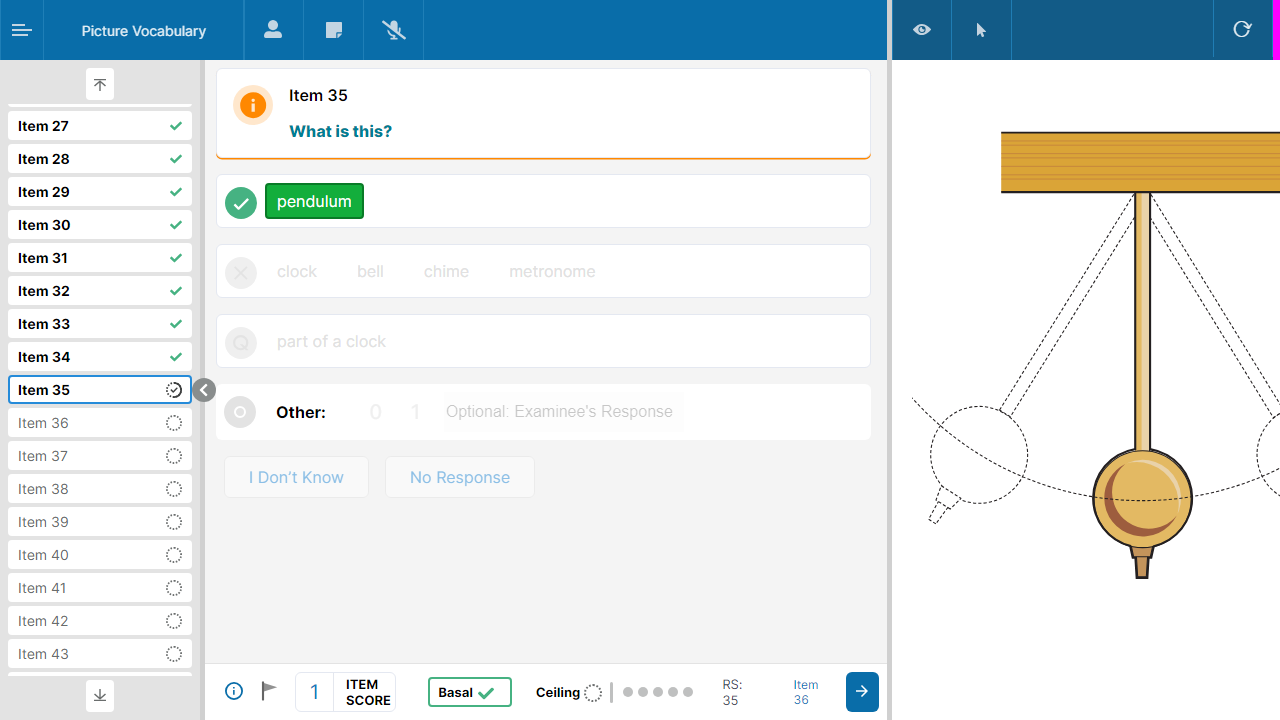 Picture Vocabulary
Item 27
Item 28
Item 29
Item 30
Item 31
Item 32
Item 33
Item 34
Item 35
Item 36
Item 37
Item 38
Item 39
Item 40
Item 41
Item 42
Item 43
Item 35
What is this?
pendulum
clock bell chime metronome
Q part of a clock
Other: 0 1 Optional: Examinee's Response
I Don't Know No Response
1 ITEM SCORE
Basal
Ceiling
RS: 35
Item 36